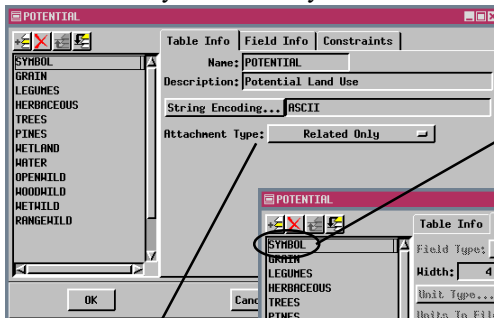 POTENTIAL
Table Info Field Info Constraints
SYMBOL
GRAIN
LEGUMES
HERBACEOUS
TREES
PINES
WETLAND
WATER
OPENWILD
WOODWILD
WETWILD
RANGEWILD
Name: POTENTIAL
Description: Potential Land Use
String Encoding... ASCII
Attachment Type: Related Only
OK
POTENTIAL
Table Info
SYMBOL
GRAIN
LEGUMES
HERBACEOUS
TREES
PINES
Field Type:
Width: 4
Unit Type...